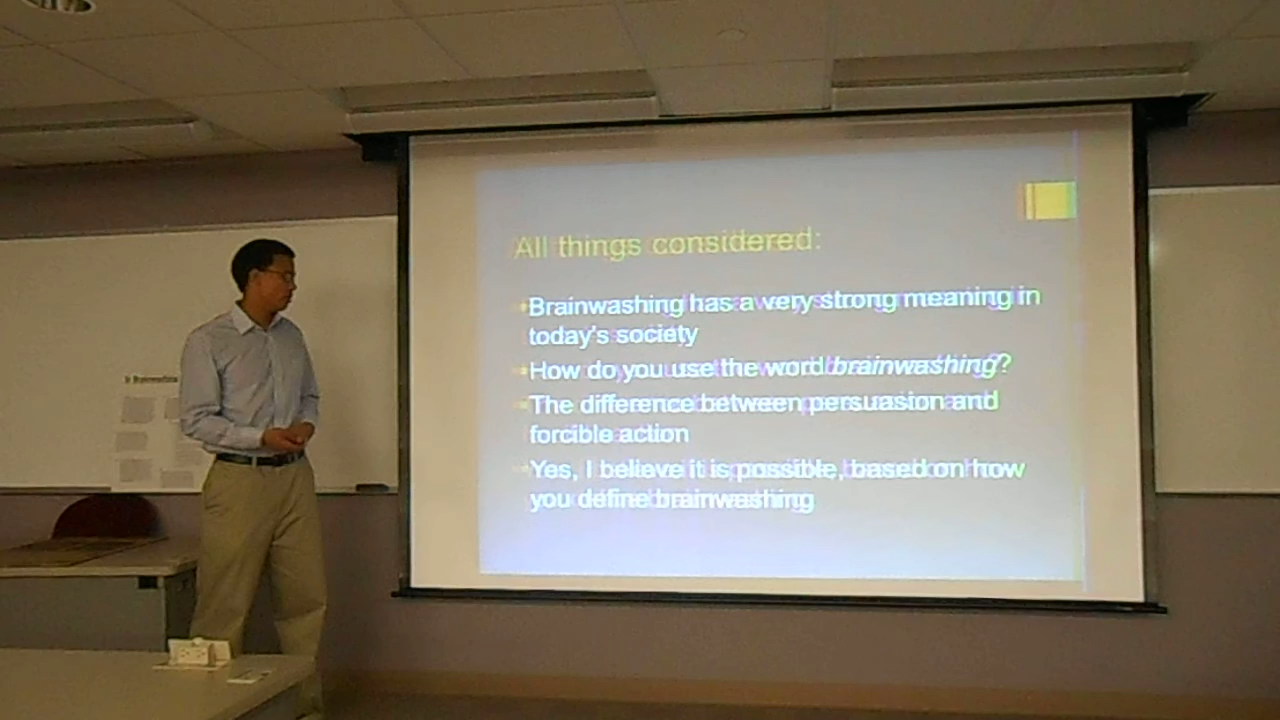 All things considered:
Brainwashing has a very strong meaning in
today's society
How do you use the word brainwashing?
The difference between persuasion and
forcible action
Yes, I believe it is possible, based on how
you define brainwashing